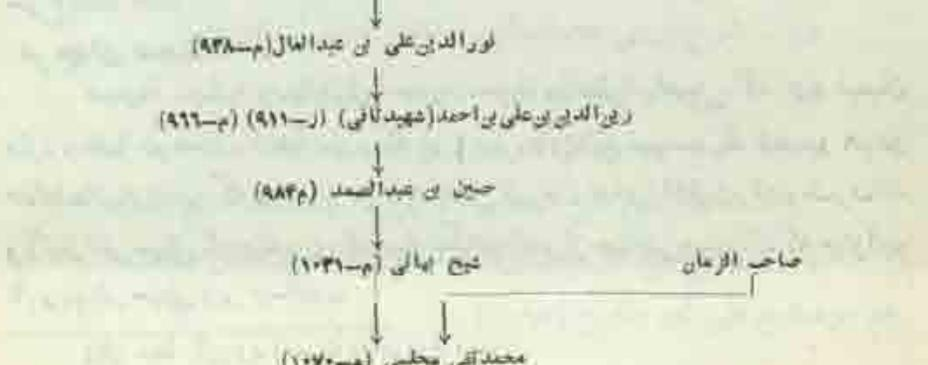 نورالدین علی بن عبدالعال (م–۹۳۸)
زین الدین بن علی بن احمد (شهید ثانی) (ز–۹۱۱) (م–۹۶۶)
حسین بن عبدالصمد (م۹۸۴)
صاحب الزمان
شیخ بهائی (م–۱۰۳۱)
محمدتقی مجلسی (م–۱۰۷۰)